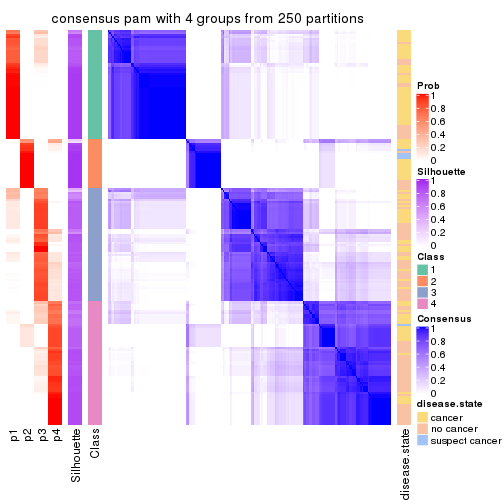 consensus pam with 4 groups from 250 partitions
Prob
1
0.8
0.6
0.4
0.2
0
Silhouette
1
0.8
0.6
0.4
0.2
0
Class
1
2
3
4
Consensus
1
0.8
0.6
0.4
0.2
0
disease.state
cancer
no cancer
suspect cancer
p1
p2
p3
p4
Silhouette
Class
disease.state